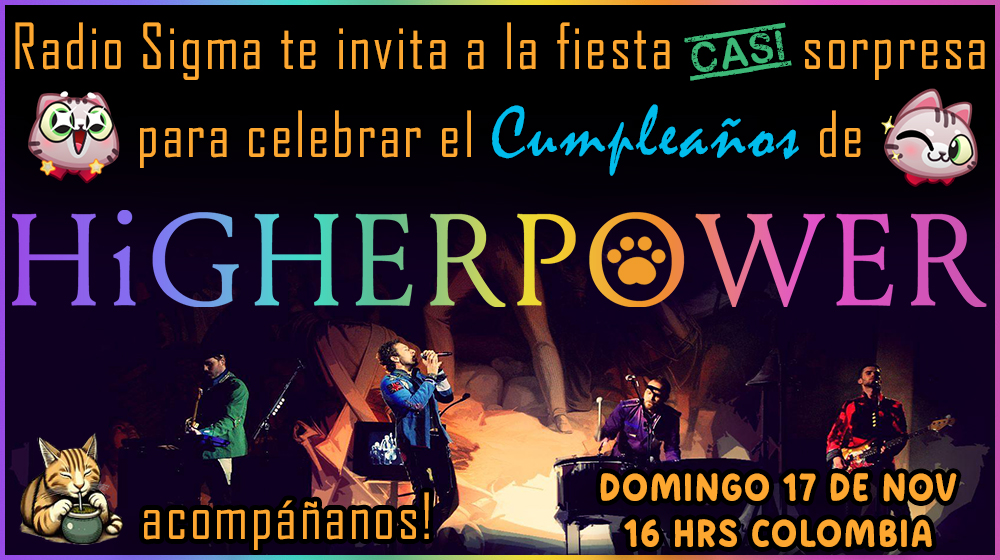 Radio Sigma te invita a la fiesta CASI sorpresa
para celebrar el Cumpleaños de
HiGHERPOWER
acompáñanos!
DOMINGO 17 DE NOV
16 HRS COLOMBIA